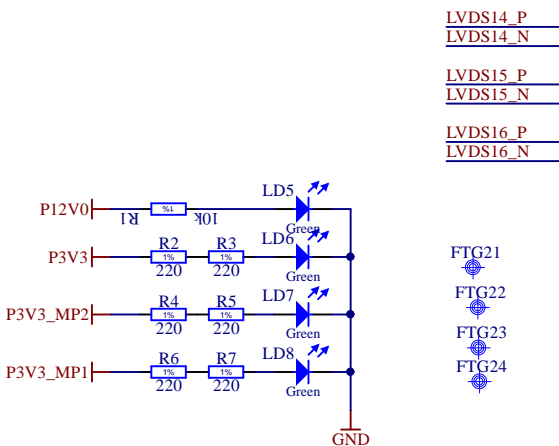 LVDS14_P
LVDS14_N
LVDS15_P
LVDS15_N
LVDS16_P
LVDS16_N
P12V0
R1
1%
10k
LD5
Green
P3V3
R2
1%
220
R3
1%
220
LD6
Green
P3V3_MP2
R4
1%
220
R5
1%
220
LD7
Green
P3V3_MP1
R6
1%
220
R7
1%
220
LD8
Green
GND
FTG21
FTG22
FTG23
FTG24